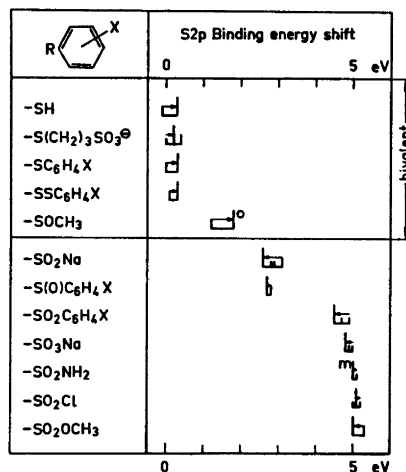 X
R
S2p Binding energy shift
0 5 eV
-SH
-S(CH₂)₃SO₃⊖
-SC₆H₄X
-SSC₆H₄X
-SOCH₃ o
bivalent
-SO₂Na
-S(O)C₆H₄X
-SO₂C₆H₄X
-SO₃Na
m
-SO₂NH₂
-SO₂Cl
-SO₂OCH₃
0 5 eV